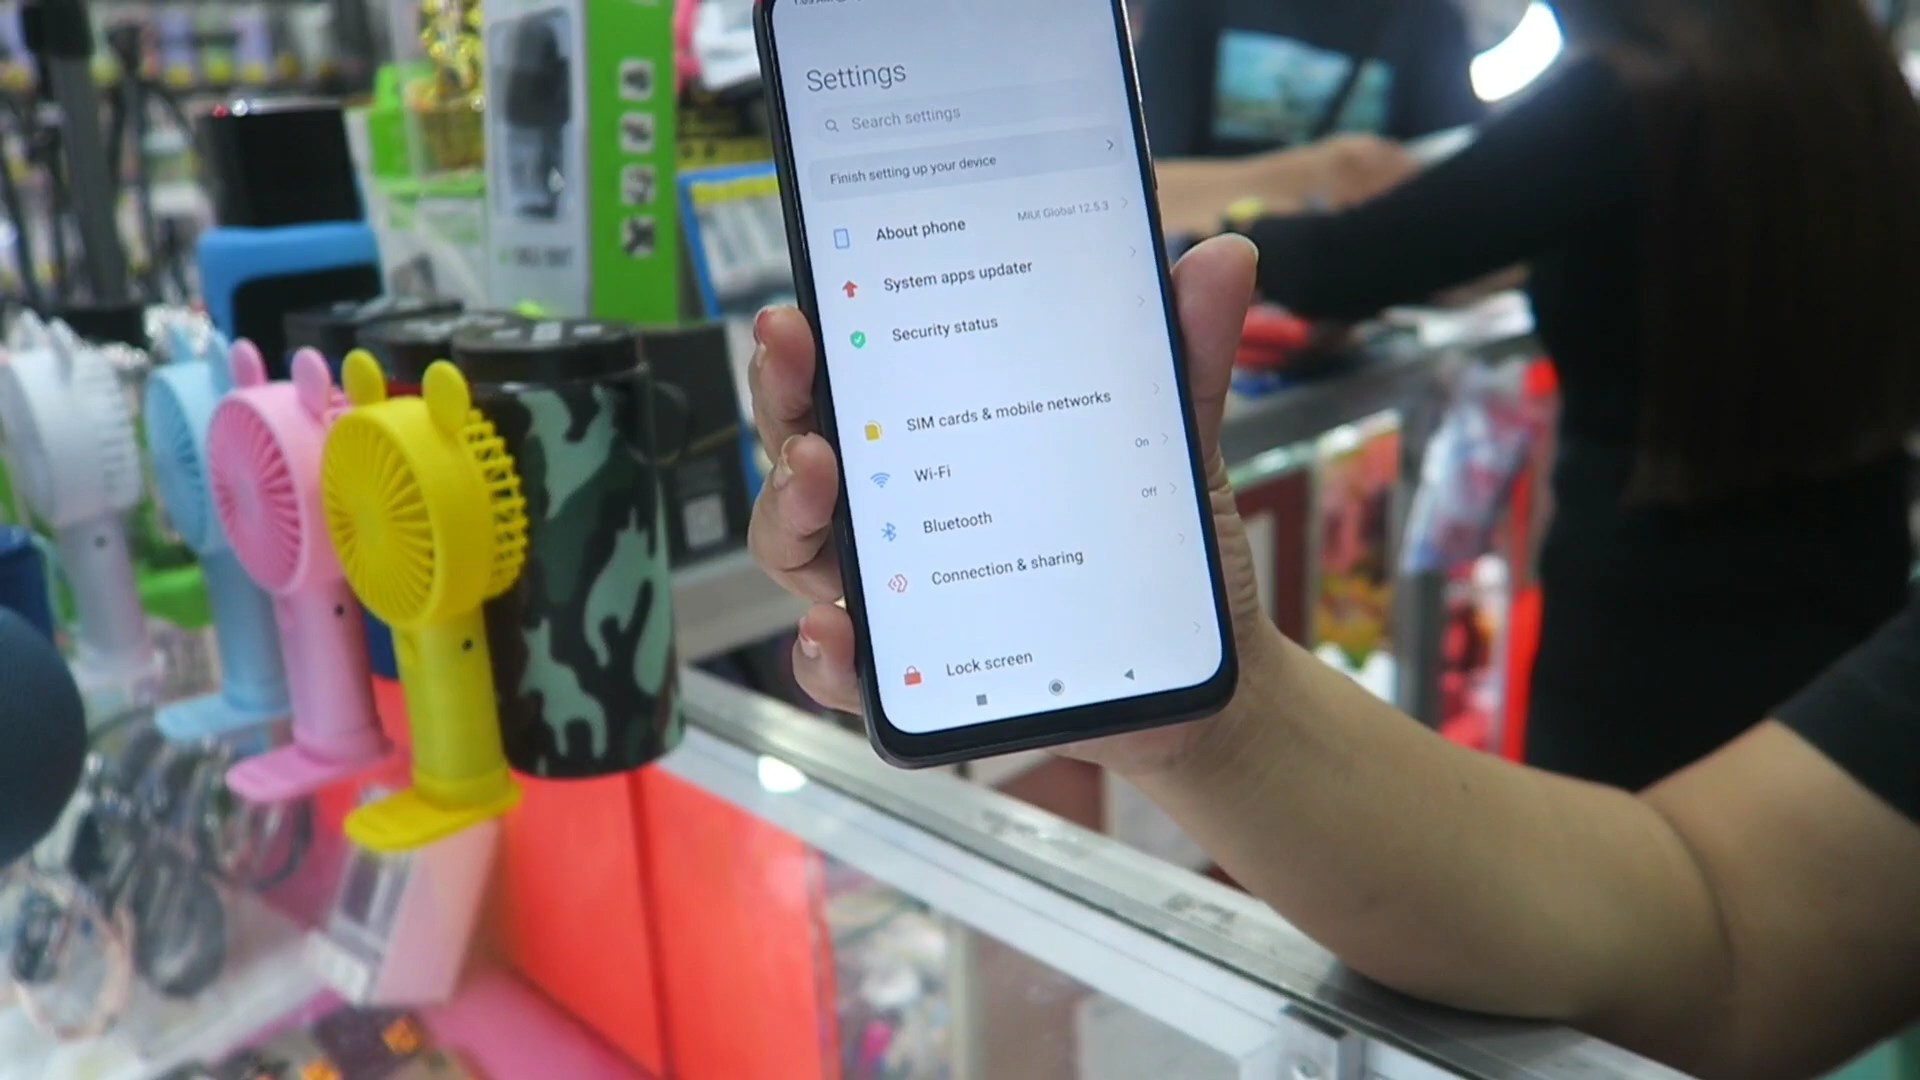 Settings
Search settings
Finish setting up your device
About phone
MIUI Global 12.5.3
System apps updater
Security status
SIM cards & mobile networks
Wi-Fi
On
Bluetooth
Off
Connection & sharing
Lock screen